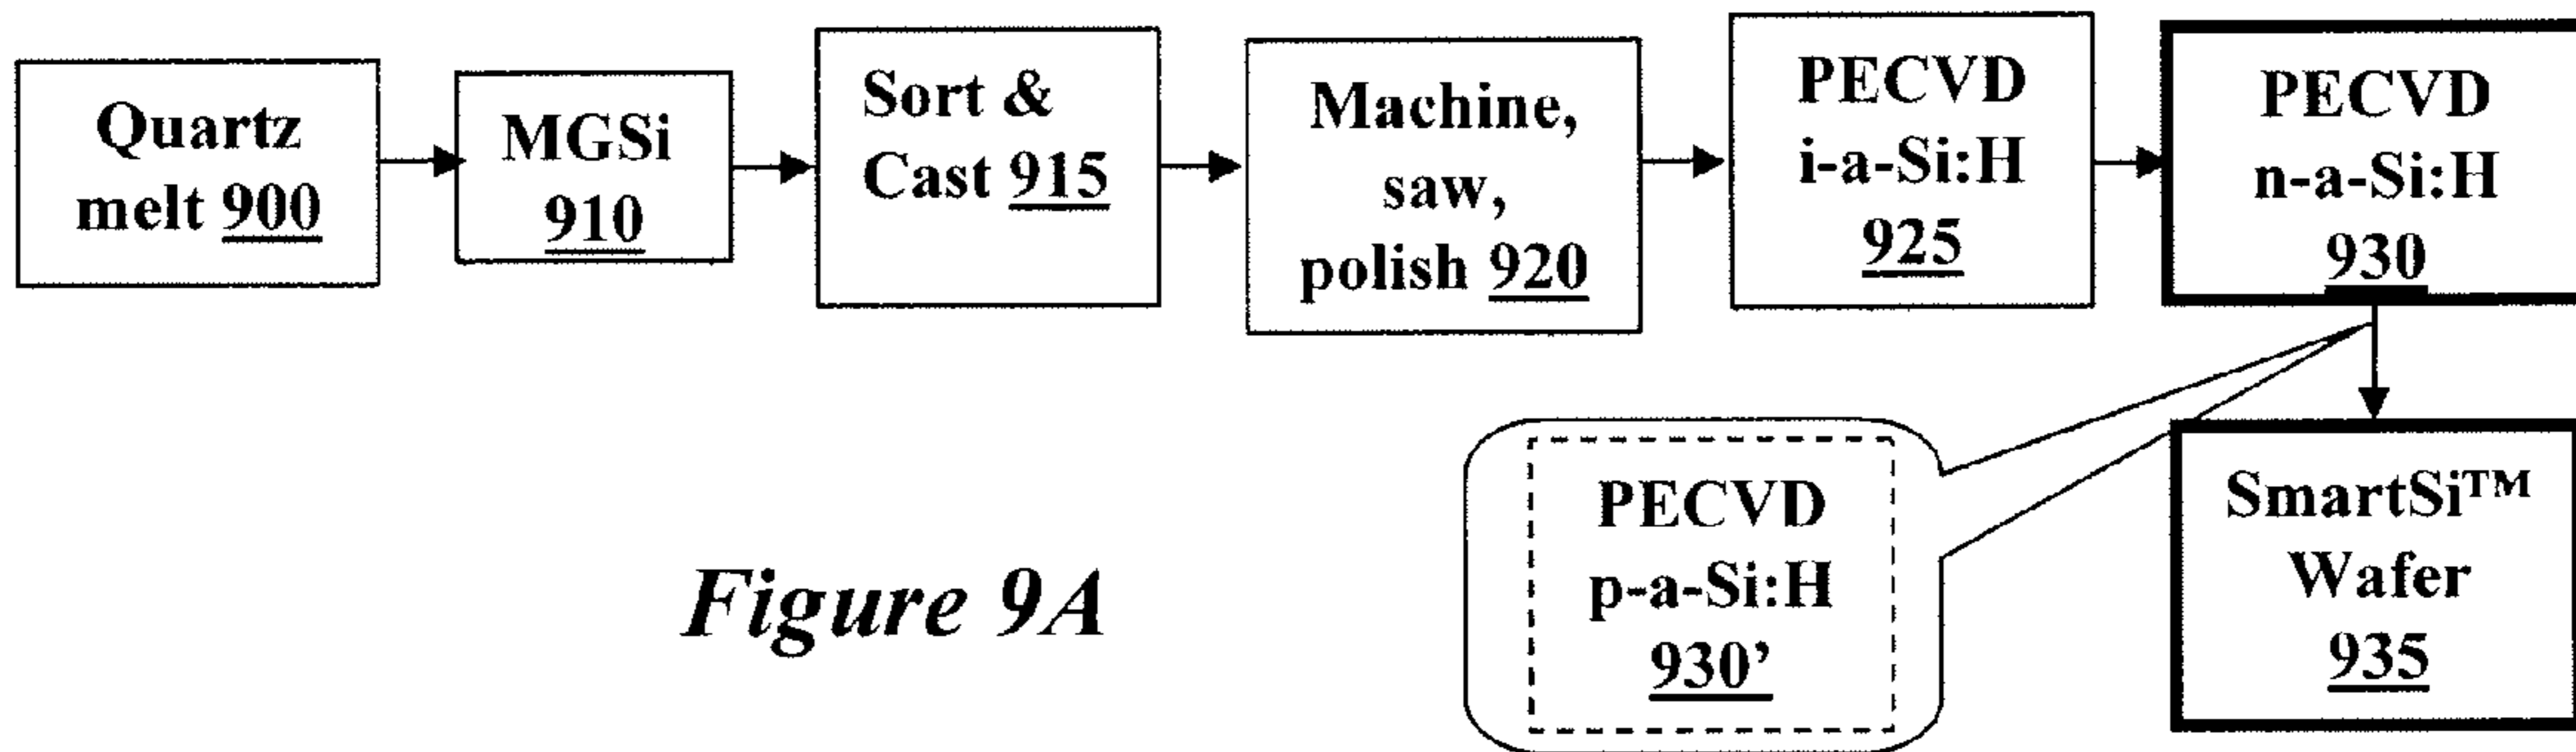 Quartz
melt 900
MGSi
910
Sort &
Cast 915
Machine,
saw,
polish 920
PECVD
i-a-Si:H
925
PECVD
n-a-Si:H
930
PECVD
p-a-Si:H
930’
SmartSi™
Wafer
935
Figure 9A